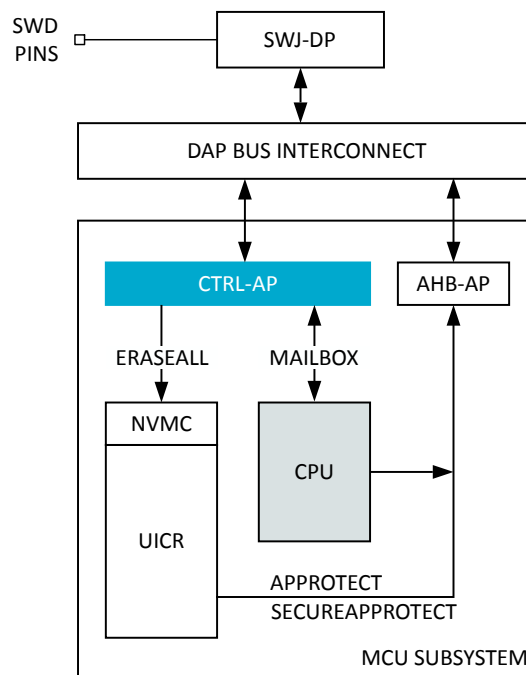 SWD
PINS
SWJ-DP
DAP BUS INTERCONNECT
CTRL-AP
AHB-AP
ERASEALL
MAILBOX
NVMC
CPU
UICR
APPROTECT
SECUREAPPROTECT
MCU SUBSYSTEM